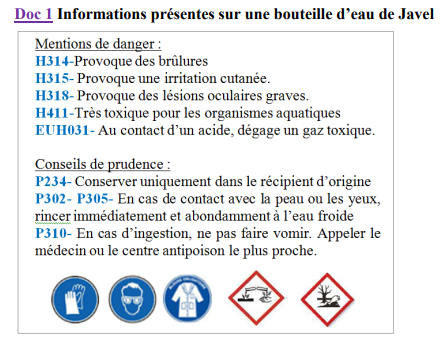 Doc 1 Informations présentes sur une bouteille d'eau de Javel
Mentions de danger :
H314-Provoque des brûlures
H315- Provoque une irritation cutanée.
H318- Provoque des lésions oculaires graves.
H411-Très toxique pour les organismes aquatiques
EUH031- Au contact d'un acide, dégage un gaz toxique.
Conseils de prudence :
P234- Conserver uniquement dans le récipient d'origine
P302- P305- En cas de contact avec la peau ou les yeux,
rincer immédiatement et abondamment à l'eau froide
P310- En cas d'ingestion, ne pas faire vomir. Appeler le
médecin ou le centre antipoison le plus proche.